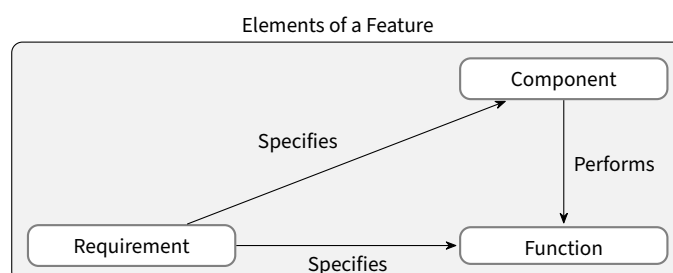 Elements of a Feature
Component
Specifies
Performs
Requirement
Function
Specifies